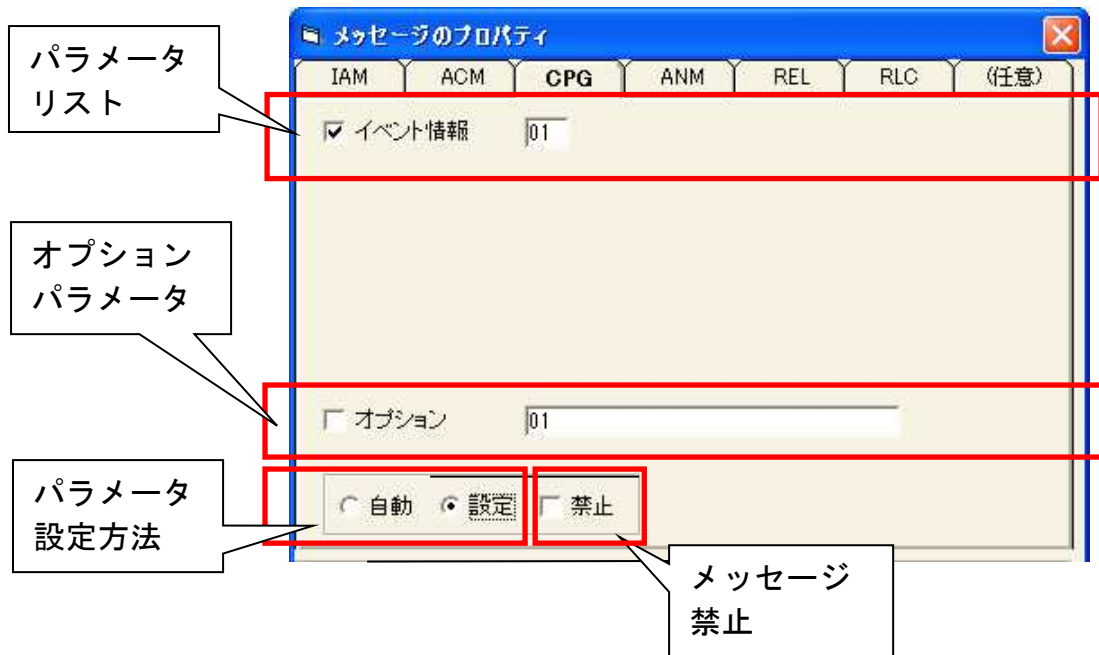 メッセージのプロパティ
パラメータ
リスト
IAM ACM CPG ANM REL RLC (任意)
イベント情報 01
オプション
パラメータ
オプション 01
パラメータ
設定方法
自動 設定 禁止
メッセージ
禁止